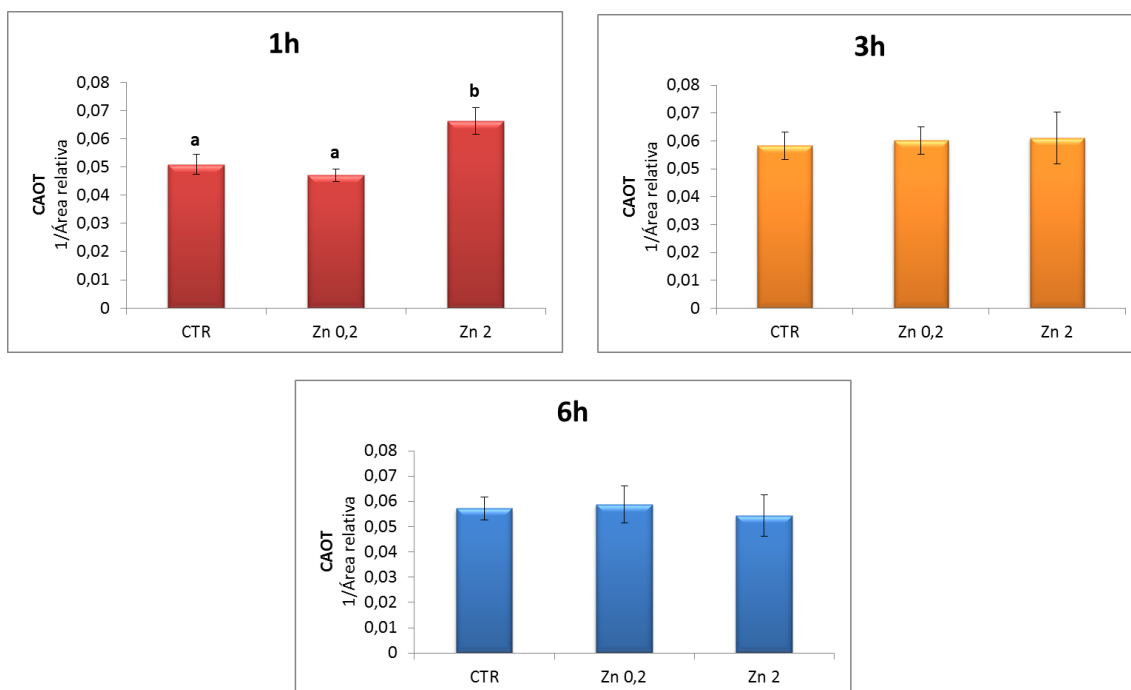 1h
0,08
0,07
0,06
0,05
0,04
0,03
0,02
0,01
0
CAOT
1/Área relativa
a
a
b
CTR
Zn 0,2
Zn 2
3h
0,08
0,07
0,06
0,05
0,04
0,03
0,02
0,01
0
CAOT
1/Área relativa
CTR
Zn 0,2
Zn 2
6h
0,08
0,07
0,06
0,05
0,04
0,03
0,02
0,01
0
CAOT
1/Área relativa
CTR
Zn 0,2
Zn 2